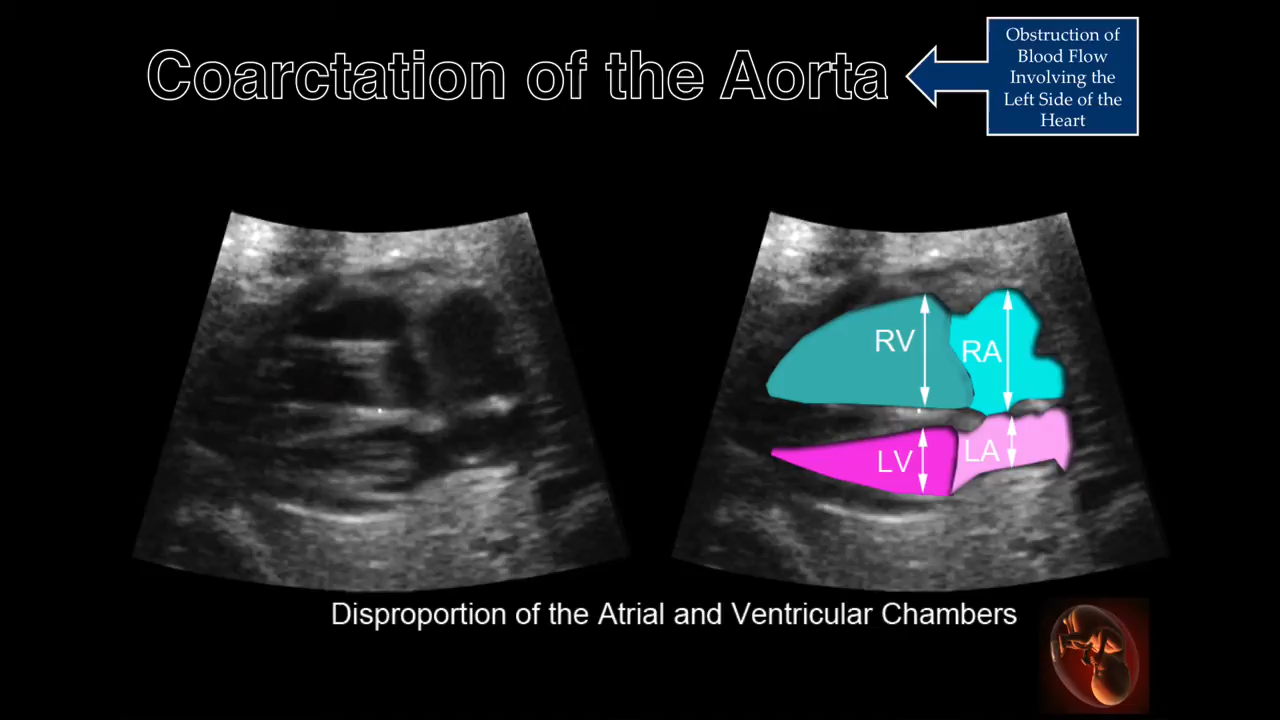 Coarctation of the Aorta
Obstruction of
Blood Flow
Involving the
Left Side of the
Heart
RV
RA
LV
LA
Disproportion of the Atrial and Ventricular Chambers